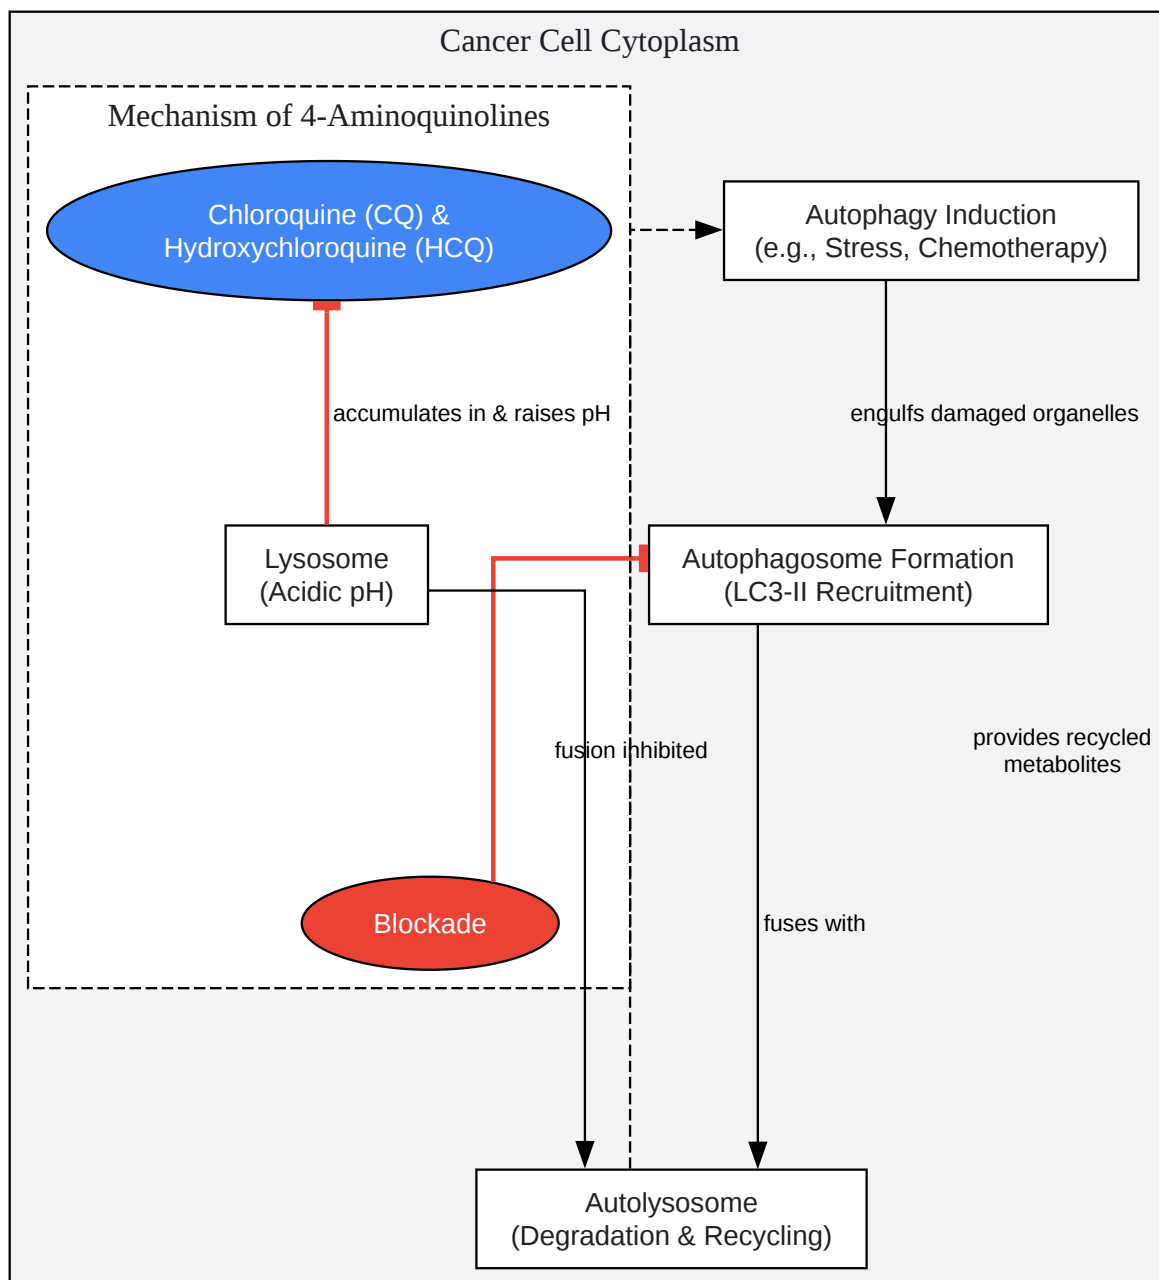 Cancer Cell Cytoplasm
Mechanism of 4-Aminoquinolines
Chloroquine (CQ) &
Hydroxychloroquine (HCQ)
Autophagy Induction
(e.g., Stress, Chemotherapy)
accumulates in & raises pH
engulfs damaged organelles
Lysosome
(Acidic pH)
Autophagosome Formation
(LC3-II Recruitment)
fusion inhibited
provides recycled
metabolites
Blockade
fuses with
Autolysosome
(Degradation & Recycling)